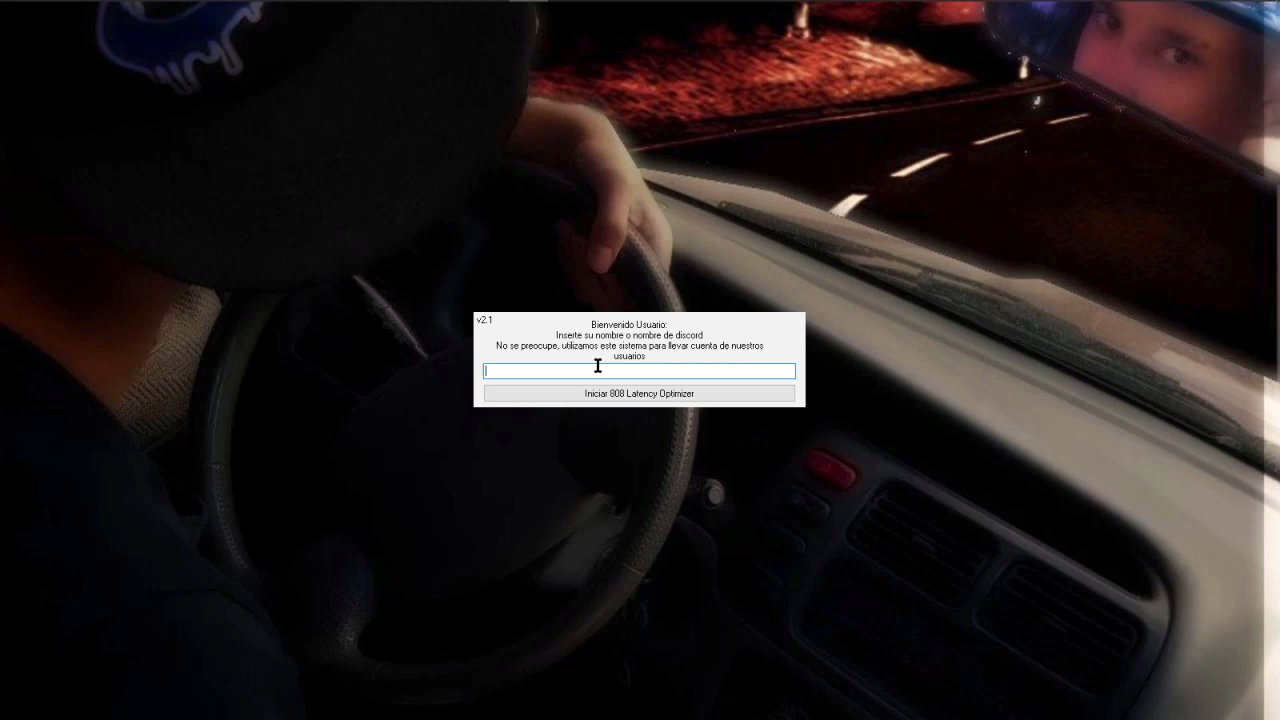 v2.1
Bienvenido Usuario:
Inserte su nombre o nombre de discord
No se preocupe, utilizamos este sistema para llevar cuenta de nuestros
usuarios
Iniciar 808 Latency Optimizer